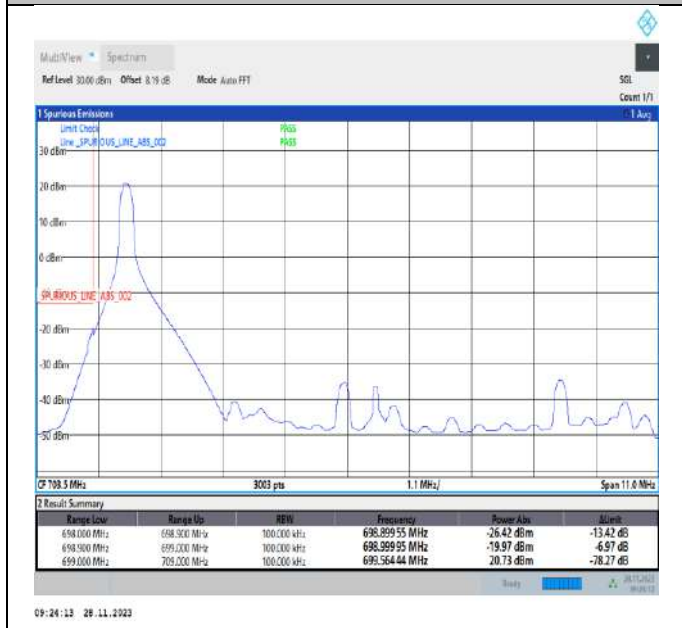 MultiView Spectrum
Ref Level 30.00 dBm Offset 8.19 dB Mode Auto FFT SGL
Count 1/1
1 Spurious Emissions 1 Avg
Limit Check PASS
Line _SPURIOUS_LINE_ABS_002 PASS
30 dBm
20 dBm
10 dBm
0 dBm
_SPURIOUS_LINE_ABS_002
-20 dBm
-30 dBm
-40 dBm
-50 dBm
CF 703.5 MHz 3003 pts 1.1 MHz/ Span 11.0 MHz
2 Result Summary
Range Low Range Up RBW Frequency Power Abs ΔLimit
698.000 MHz 698.900 MHz 100.000 kHz 698.89955 MHz -26.42 dBm -13.42 dB
698.900 MHz 699.000 MHz 100.000 kHz 698.99955 MHz -19.97 dBm -6.97 dB
699.000 MHz 709.000 MHz 100.000 kHz 699.56444 MHz 20.73 dBm -78.27 dB
Ready 28.11.2023
09:24:13 28.11.2023